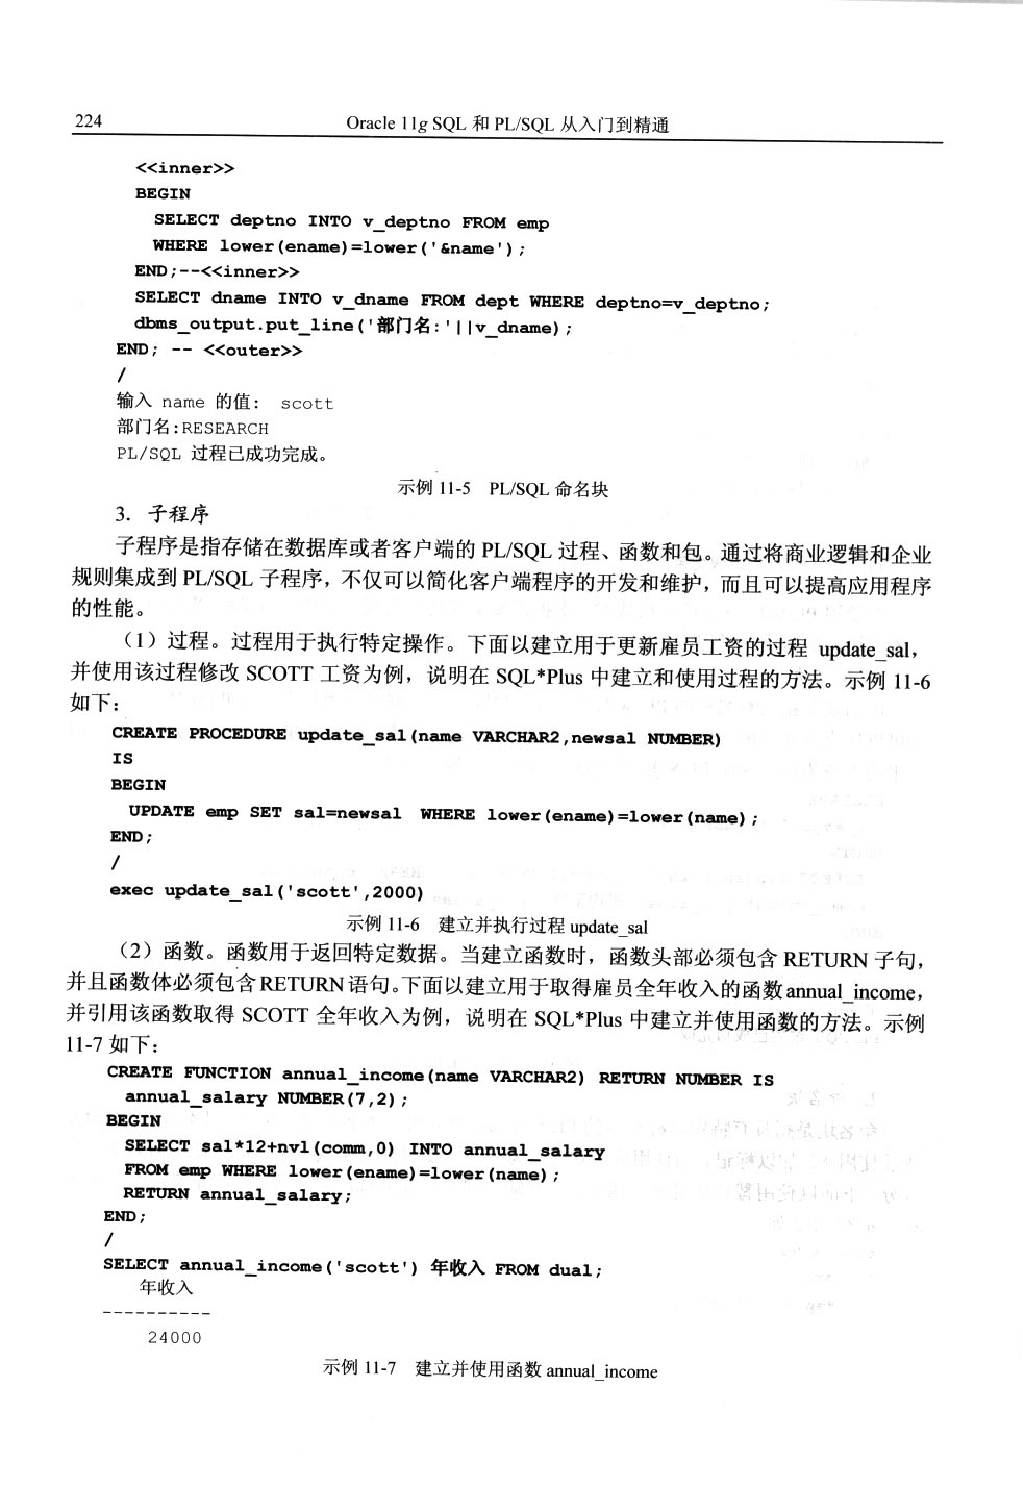 224
Oracle 11g SQL 和 PL/SQL 从入门到精通
<<inner>>
BEGIN
SELECT deptno INTO v_deptno FROM emp
WHERE lower(ename)=lower('&name');
END;--<<inner>>
SELECT dname INTO v_dname FROM dept WHERE deptno=v_deptno;
dbms_output.put_line('部门名:'||v_dname);
END; -- <<outer>>
/
输入 name 的值: scott
部门名:RESEARCH
PL/SQL 过程已成功完成。
示例 11-5 PL/SQL 命名块
3. 子程序
子程序是指存储在数据库或者客户端的 PL/SQL 过程、函数和包。通过将商业逻辑和企业
规则集成到 PL/SQL 子程序，不仅可以简化客户端程序的开发和维护，而且可以提高应用程序
的性能。
（1）过程。过程用于执行特定操作。下面以建立用于更新雇员工资的过程 update_sal，
并使用该过程修改 SCOTT 工资为例，说明在 SQL*Plus 中建立和使用过程的方法。示例 11-6
如下：
CREATE PROCEDURE update_sal(name VARCHAR2,newsal NUMBER)
IS
BEGIN
UPDATE emp SET sal=newsal WHERE lower(ename)=lower(name);
END;
/
exec update_sal('scott',2000)
示例 11-6 建立并执行过程 update_sal
（2）函数。函数用于返回特定数据。当建立函数时，函数头部必须包含 RETURN 子句，
并且函数体必须包含 RETURN 语句。下面以建立用于取得雇员全年收入的函数 annual_income，
并引用该函数取得 SCOTT 全年收入为例，说明在 SQL*Plus 中建立并使用函数的方法。示例
11-7 如下：
CREATE FUNCTION annual_income(name VARCHAR2) RETURN NUMBER IS
annual_salary NUMBER(7,2);
BEGIN
SELECT sal*12+nvl(comm,0) INTO annual_salary
FROM emp WHERE lower(ename)=lower(name);
RETURN annual_salary;
END;
/
SELECT annual_income('scott') 年收入 FROM dual;
年收入
----------
24000
示例 11-7 建立并使用函数 annual_income